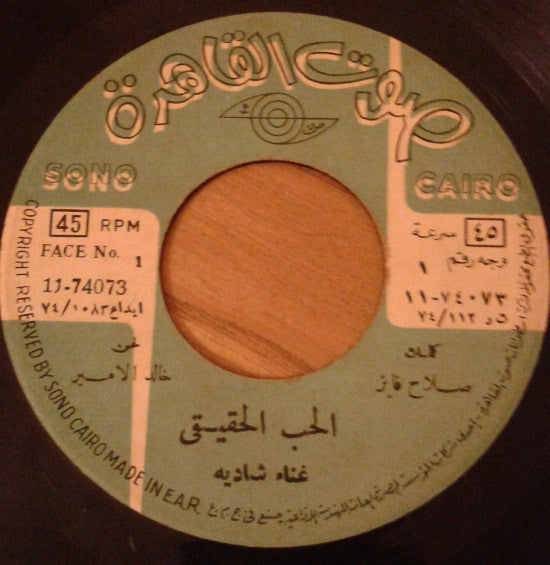 صوت القاهرة
SONO CAIRO
45 RPM
٤٥ سرعة
FACE No. 1
وجه رقم ١
11-74073
١١-٧٤٠٧٣
ايداع ٧٤/١٠٨٣
لحن
خالد الامير
كلمات
صلاح فايز
الحب الحقيقى
غناء شاديه
COPYRIGHT RESERVED BY SONO CAIRO MADE IN E.A.R.